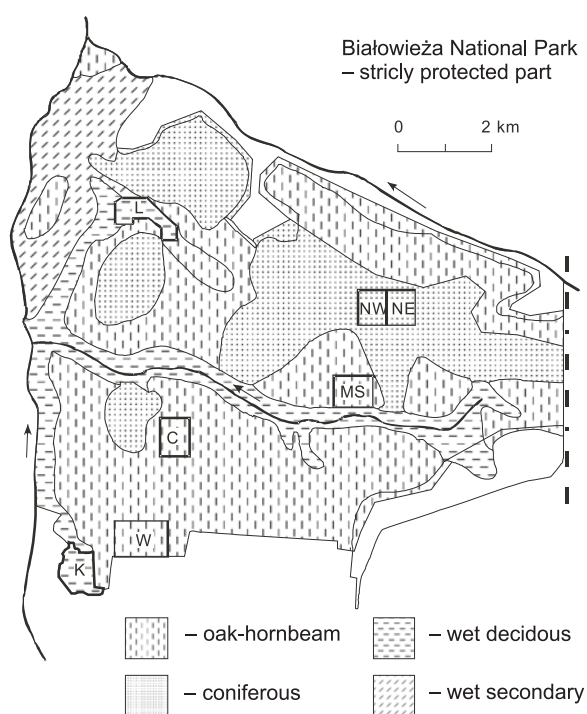 Białowieża National Park
– stricly protected part
0 2 km
L
NW NE
MS
C
W
K
– oak-hornbeam
– wet decidous
– coniferous
– wet secondary